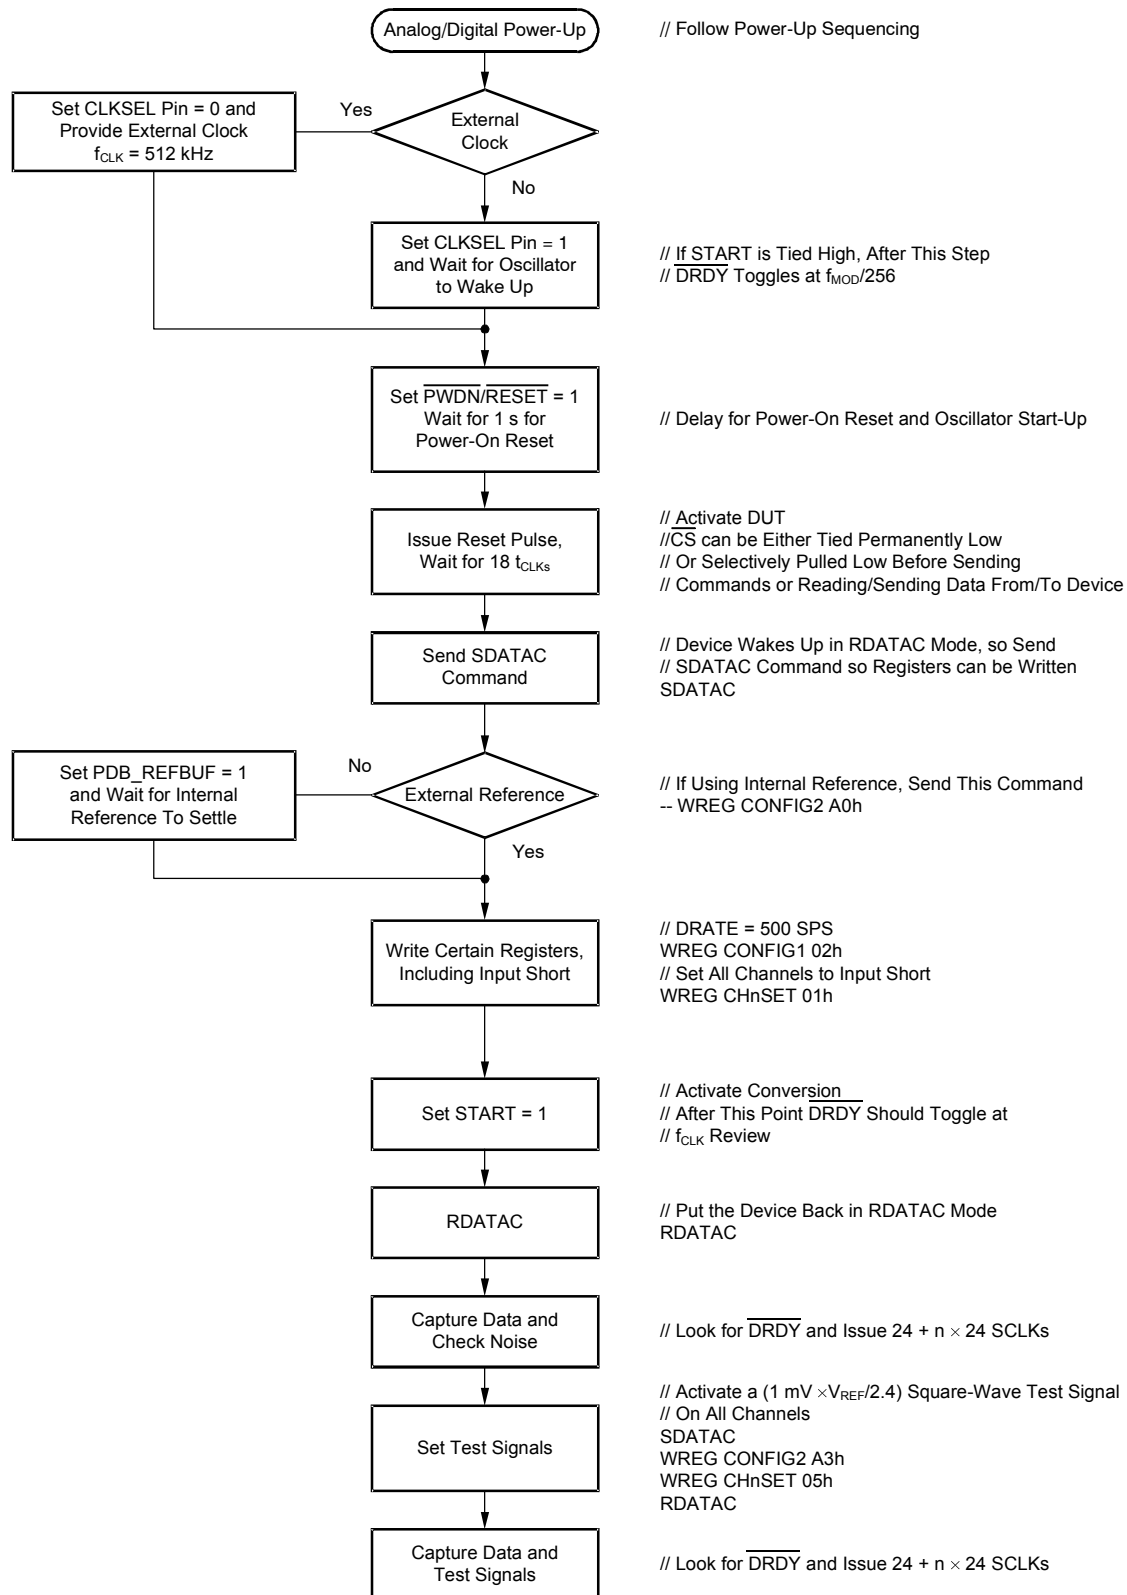 Analog/Digital Power-Up
// Follow Power-Up Sequencing
Set CLKSEL Pin = 0 and
Provide External Clock
fCLK = 512 kHz
Yes
External
Clock
No
Set CLKSEL Pin = 1
and Wait for Oscillator
to Wake Up
// If START is Tied High, After This Step
// DRDY Toggles at fMOD/256
Set PWDN/RESET = 1
Wait for 1 s for
Power-On Reset
// Delay for Power-On Reset and Oscillator Start-Up
Issue Reset Pulse,
Wait for 18 tCLKs
// Activate DUT
//CS can be Either Tied Permanently Low
// Or Selectively Pulled Low Before Sending
// Commands or Reading/Sending Data From/To Device
Send SDATAC
Command
// Device Wakes Up in RDATAC Mode, so Send
// SDATAC Command so Registers can be Written
SDATAC
Set PDB_REFBUF = 1
and Wait for Internal
Reference To Settle
No
External Reference
Yes
// If Using Internal Reference, Send This Command
-- WREG CONFIG2 A0h
Write Certain Registers,
Including Input Short
// DRATE = 500 SPS
WREG CONFIG1 02h
// Set All Channels to Input Short
WREG CHnSET 01h
Set START = 1
// Activate Conversion
// After This Point DRDY Should Toggle at
// fCLK Review
RDATAC
// Put the Device Back in RDATAC Mode
RDATAC
Capture Data and
Check Noise
// Look for DRDY and Issue 24 + n × 24 SCLKs
Set Test Signals
// Activate a (1 mV ×VREF/2.4) Square-Wave Test Signal
// On All Channels
SDATAC
WREG CONFIG2 A3h
WREG CHnSET 05h
RDATAC
Capture Data and
Test Signals
// Look for DRDY and Issue 24 + n × 24 SCLKs